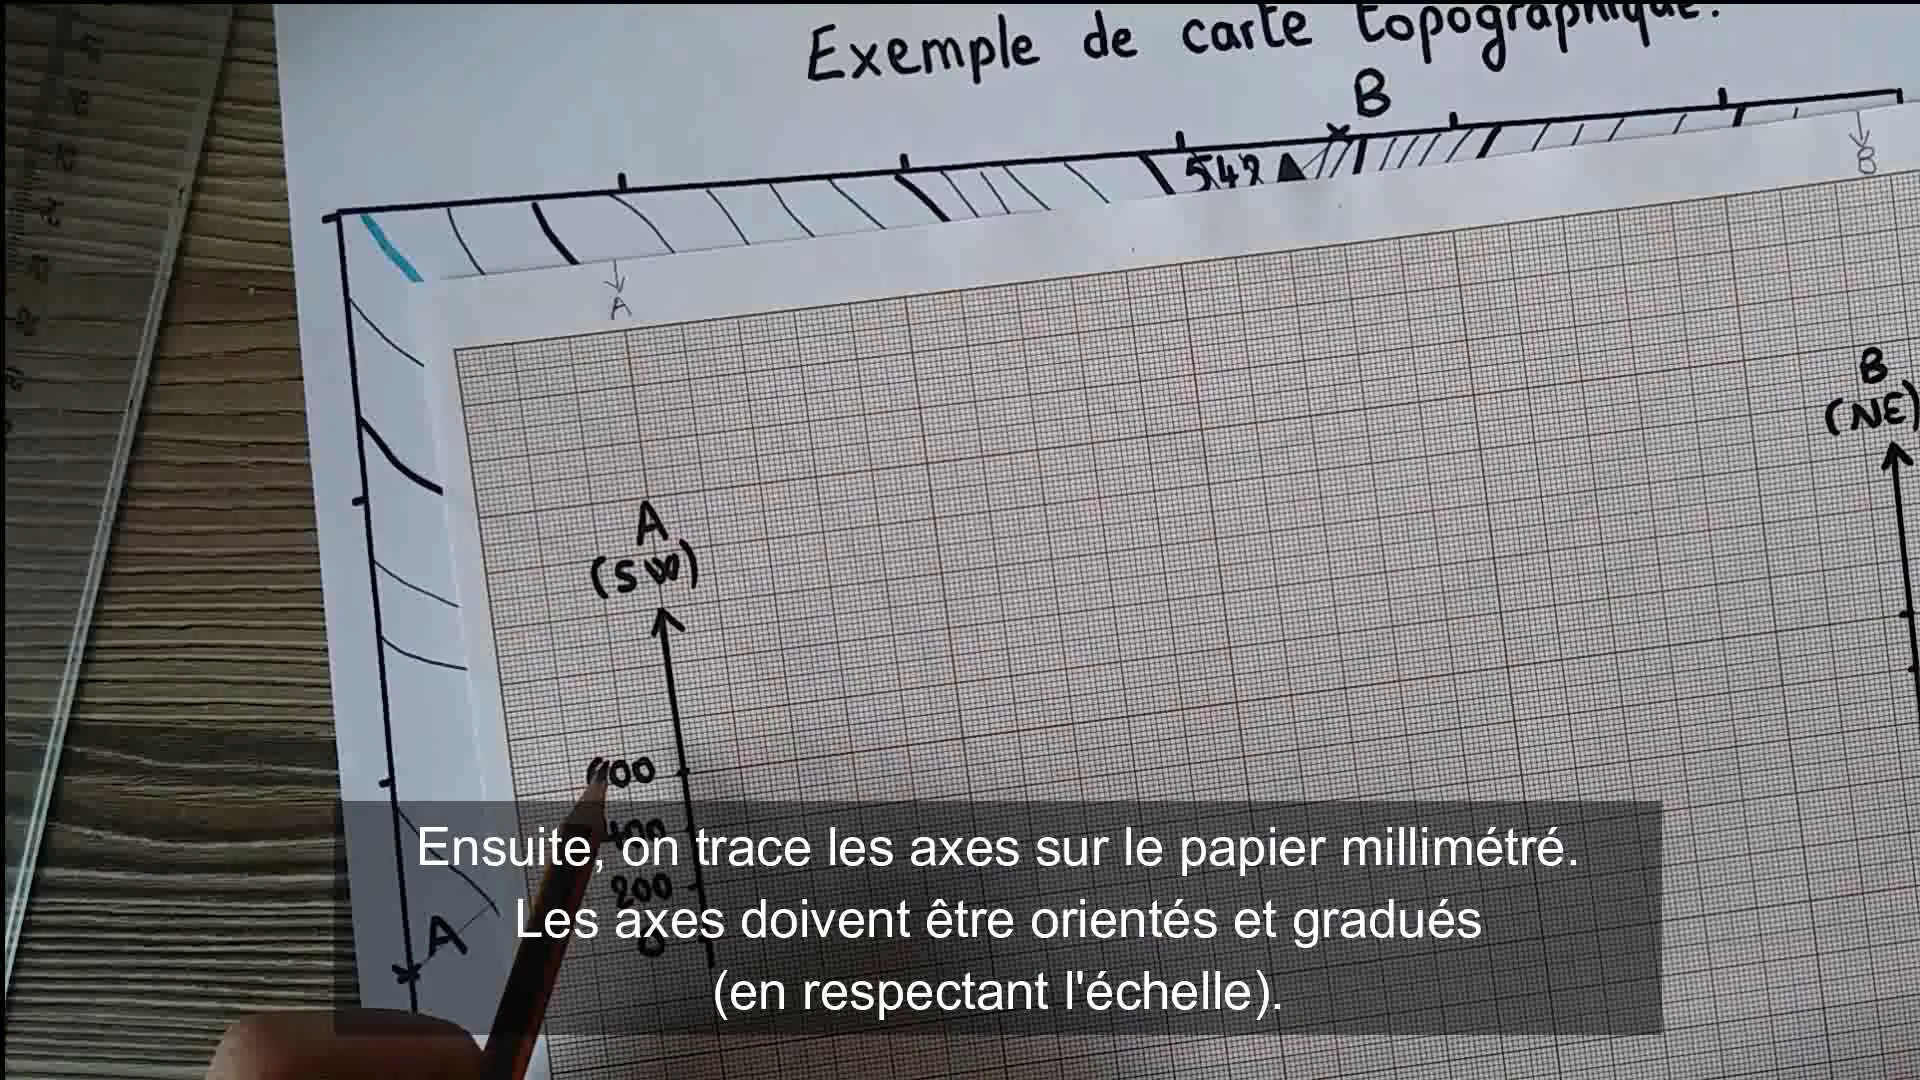 Exemple de carte topographique.
B
542
B
A
B
(NE)
A
(SW)
400
200
0
A
Ensuite, on trace les axes sur le papier millimétré.
Les axes doivent être orientés et gradués
(en respectant l'échelle).